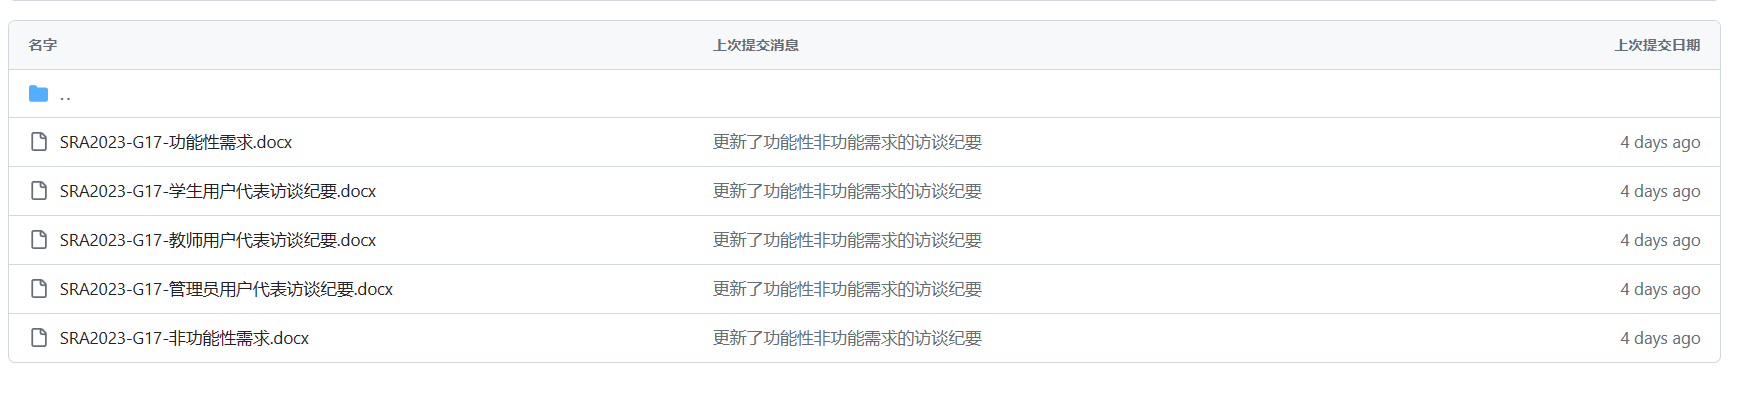 名字 上次提交消息 上次提交日期
..
SRA2023-G17-功能性需求.docx 更新了功能性非功能需求的访谈纪要 4 days ago
SRA2023-G17-学生用户代表访谈纪要.docx 更新了功能性非功能需求的访谈纪要 4 days ago
SRA2023-G17-教师用户代表访谈纪要.docx 更新了功能性非功能需求的访谈纪要 4 days ago
SRA2023-G17-管理员用户代表访谈纪要.docx 更新了功能性非功能需求的访谈纪要 4 days ago
SRA2023-G17-非功能性需求.docx 更新了功能性非功能需求的访谈纪要 4 days ago